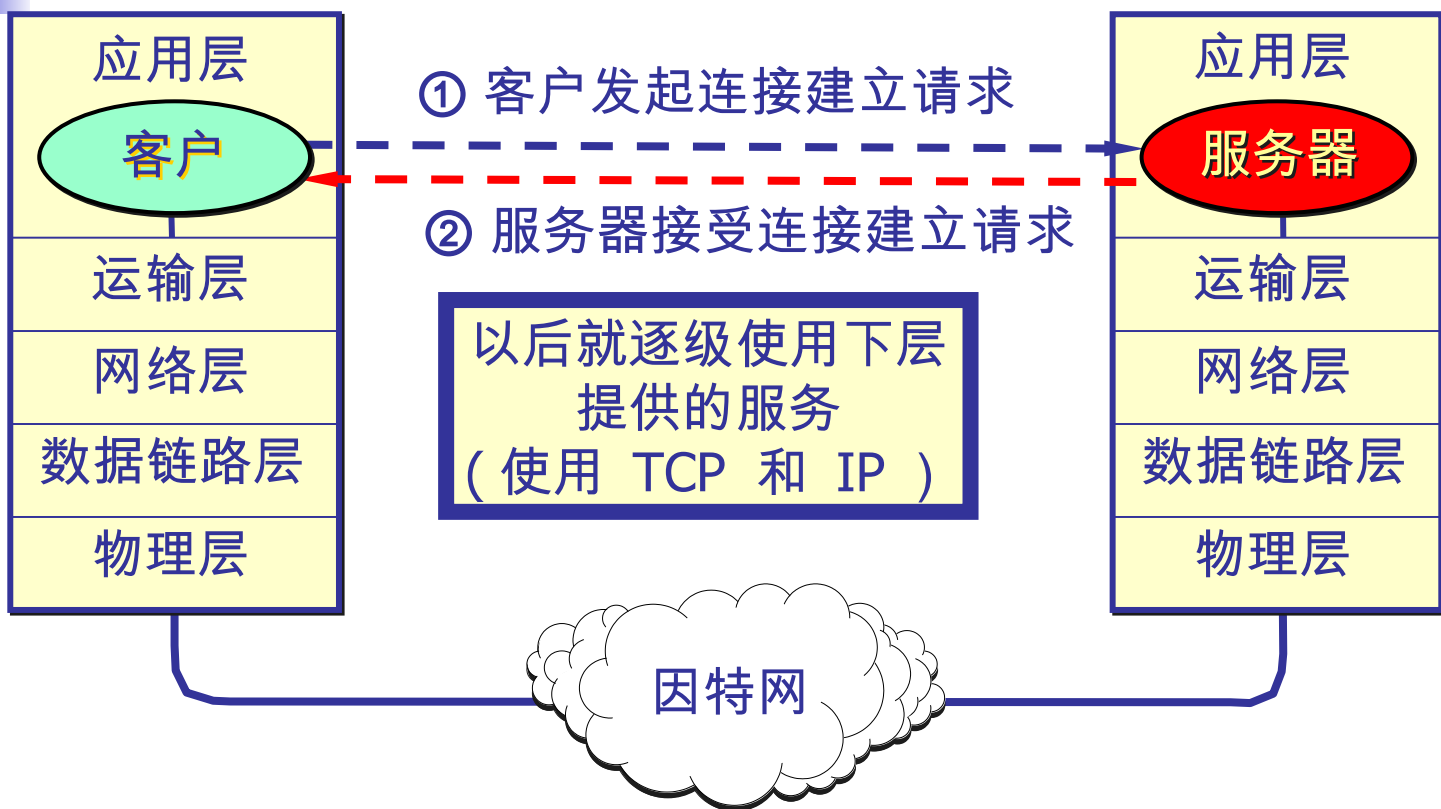 应用层
客户
运输层
网络层
数据链路层
物理层
① 客户发起连接建立请求
② 服务器接受连接建立请求
以后就逐级使用下层
提供的服务
(使用 TCP 和 IP )
因特网
应用层
服务器
运输层
网络层
数据链路层
物理层